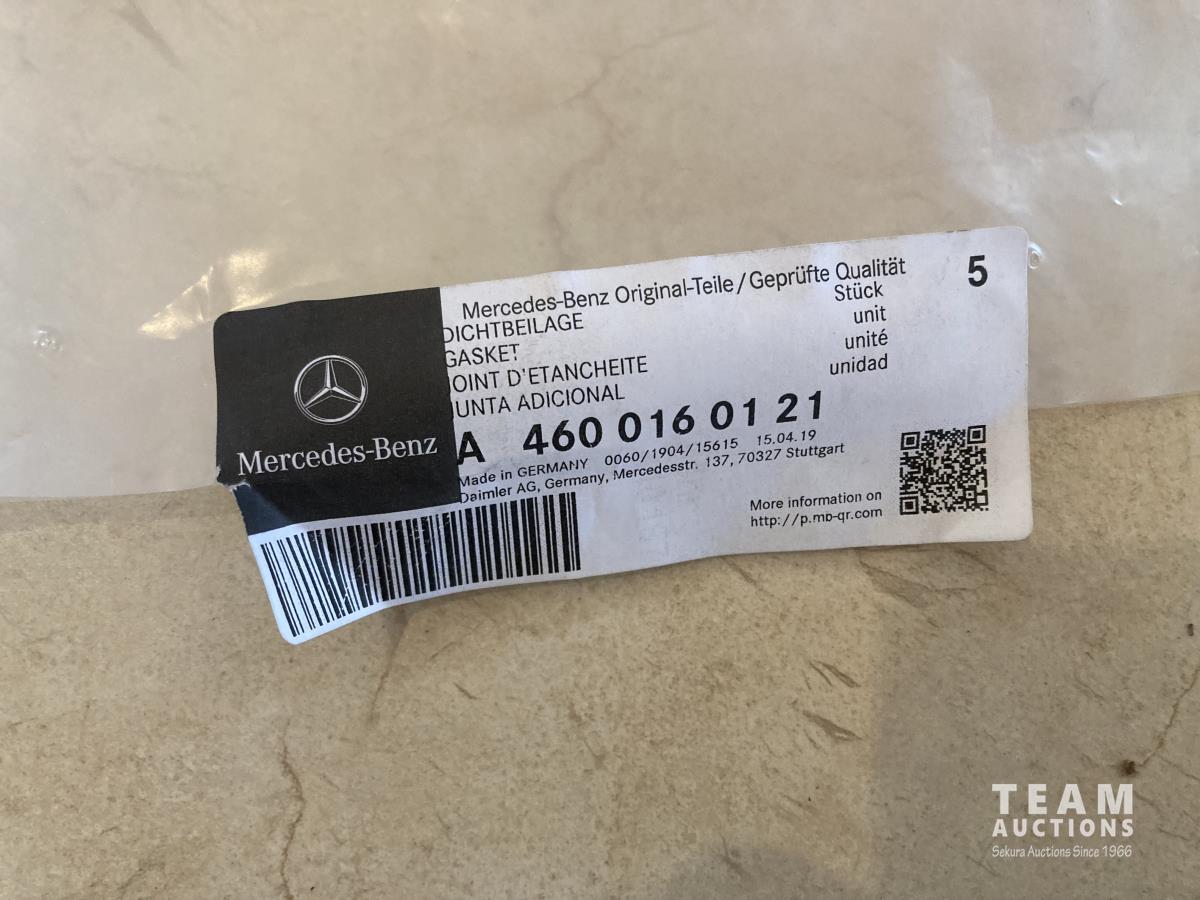 Mercedes-Benz Original-Teile/Geprüfte Qualität
5
DICHTBEILAGE
Stück
GASKET
unit
OINT D'ETANCHEITE
unité
JUNTA ADICIONAL
unidad
A 460 016 01 21
Made in GERMANY 0060/1904/15615 15.04.19
Daimler AG, Germany, Mercedesstr. 137, 70327 Stuttgart
Mercedes-Benz
More information on
http://p.mb-qr.com
TEAM
AUCTIONS
Sekura Auctions Since 1966